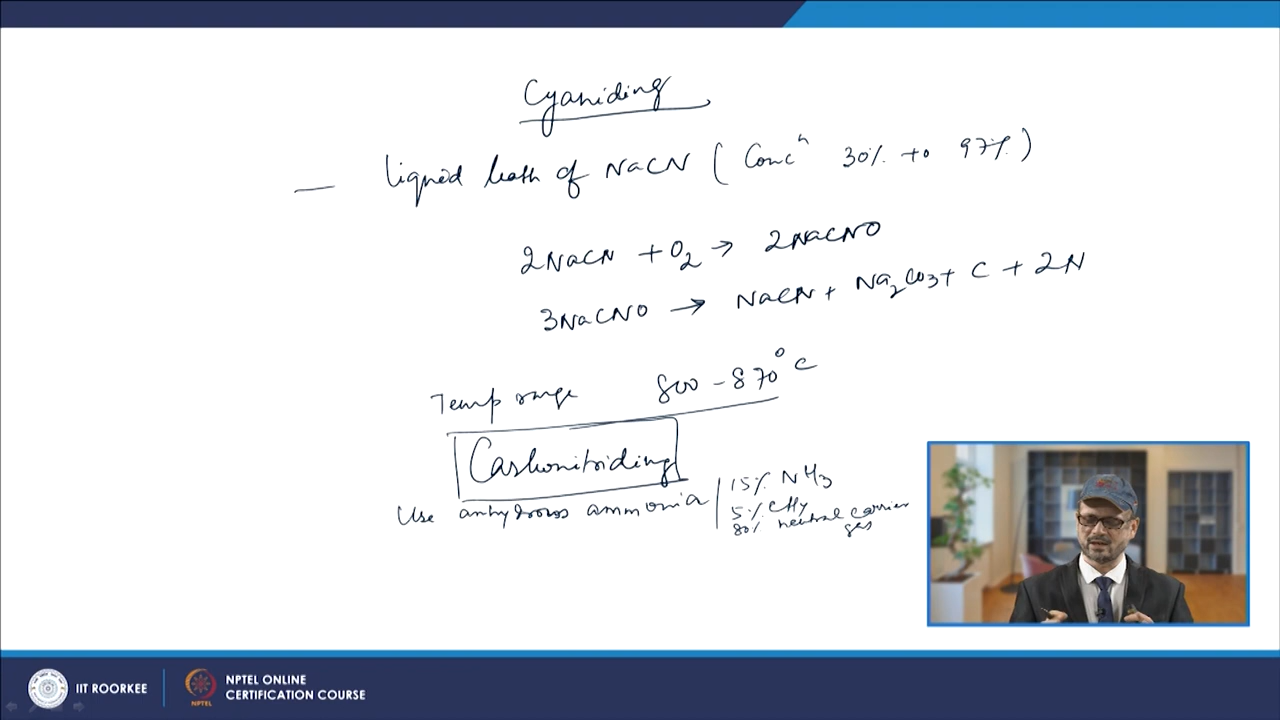 Cyaniding
— Liquid bath of NaCN ( Concⁿ 30% to 97% )
2NaCN + O₂ → 2NaCNO
3NaCNO → NaCN + Na₂CO₃ + C + 2N
Temp range 800 - 870°C
Carbonitriding
Use anhydrous ammonia | 15% NH3
5% CH4
80% neutral carrier
gas
IIT ROORKEE
NPTEL ONLINE
CERTIFICATION COURSE
NPTEL